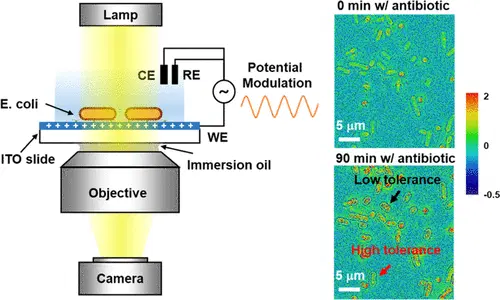 Lamp
CE RE
~
Potential
Modulation
E. coli
+ + + + + + + + + + + + + + + +
WE
ITO slide
Immersion oil
Objective
Camera
0 min w/ antibiotic
5 μm
90 min w/ antibiotic
Low tolerance
High tolerance
5 μm
2
0
-0.5